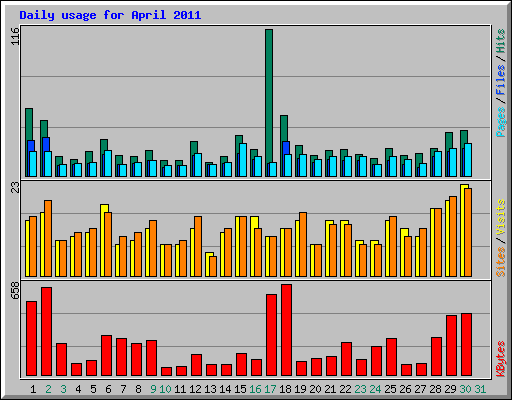 Daily usage for April 2011
116
Pages / Files / Hits
23
Sites / Visits
658
KBytes
1 2 3 4 5 6 7 8 9 10 11 12 13 14 15 16 17 18 19 20 21 22 23 24 25 26 27 28 29 30 31